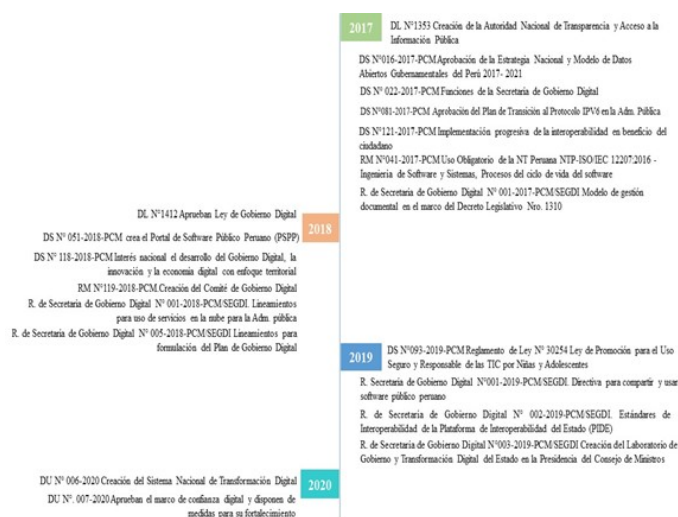 2017
DL N°1353 Creación de la Autoridad Nacional de Transparencia y Acceso a la
Información Pública
DS N°016-2017-PCM Aprobación de la Estrategia Nacional y Modelo de Datos
Abiertos Gubernamentales del Perú 2017- 2021
DS N° 022-2017-PCM Funciones de la Secretaria de Gobierno Digital
DS N°081-2017-PCM Aprobación del Plan de Transición al Protocolo IPV6 en la Adm. Pública
DS N°121-2017-PCM Implementación progresiva de la interoperabilidad en beneficio del
ciudadano
RM N°041-2017-PCM Uso Obligatorio de la NT Peruana NTP-ISO/IEC 12207:2016 -
Ingenieria de Software y Sistemas, Procesos del ciclo de vida del software
R. de Secretaria de Gobierno Digital N° 001-2017-PCM/SEGDI Modelo de gestión
documental en el marco del Decreto Legislativo Nro. 1310
2018
DL N°1412 Aprueban Ley de Gobierno Digital
DS N° 051-2018-PCM crea el Portal de Software Público Peruano (PSPP)
DS N° 118-2018-PCM Interés nacional el desarrollo del Gobierno Digital, la
innovación y la economia digital con enfoque territorial
RM N°119-2018-PCM.Creación del Comité de Gobierno Digital
R. de Secretaria de Gobierno Digital N° 001-2018-PCM/SEGDI. Lineamientos
para uso de servicios en la nube para la Adm. pública
R. de Secretaria de Gobierno Digital N° 005-2018-PCM/SEGDI Lineamientos para
formulación del Plan de Gobierno Digital
2019
DS N°093-2019-PCM Reglamento de Ley N° 30254 Ley de Promoción para el Uso
Seguro y Responsable de las TIC por Niñas y Adolescentes
R. Secretaria de Gobierno Digital N°001-2019-PCM/SEGDI. Directiva para compartir y usar
software público peruano
R. de Secretaria de Gobierno Digital N° 002-2019-PCM/SEGDI. Estándares de
Interoperabilidad de la Plataforma de Interoperabilidad del Estado (PIDE)
R. de Secretaria de Gobierno Digital N°003-2019-PCM/SEGDI Creación del Laboratorio de
Gobierno y Transformación Digital del Estado en la Presidencia del Consejo de Ministros
2020
DU N° 006-2020 Creación del Sistema Nacional de Transformación Digital
DU N°. 007-2020 Aprueban el marco de confianza digital y disponen de
medidas para su fortalecimiento